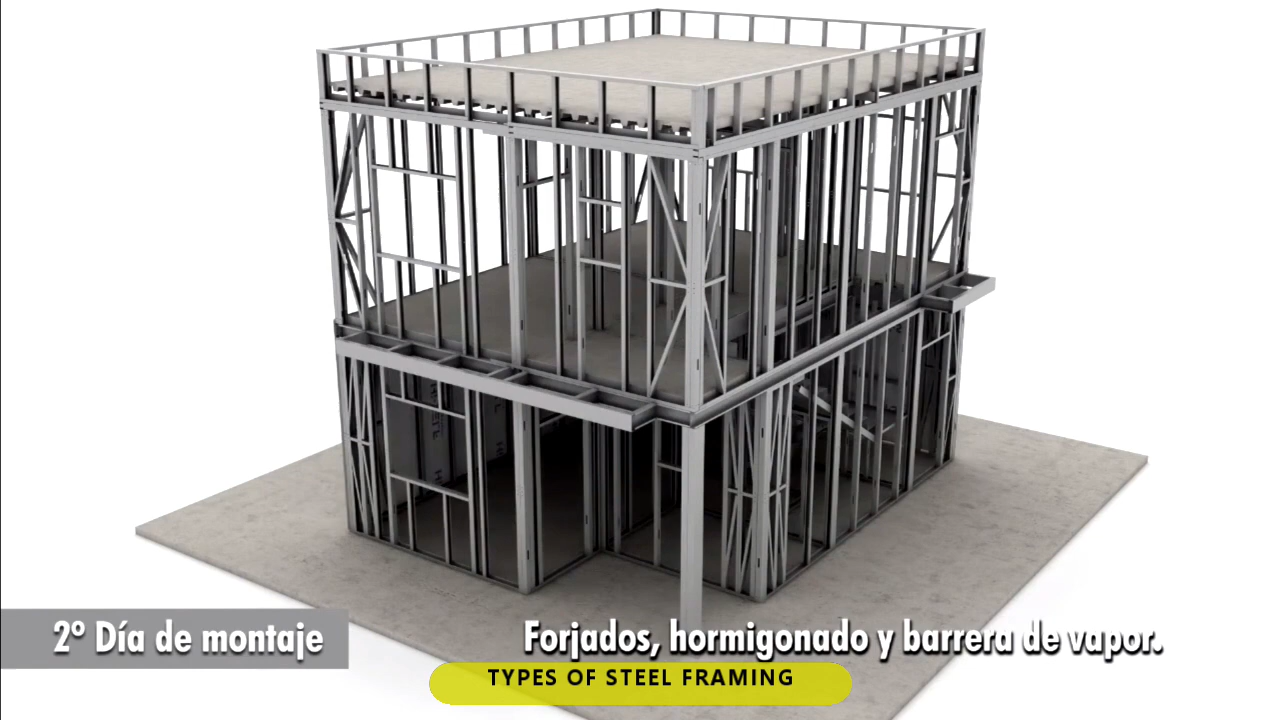 2º Día de montaje
Forjados, hormigonado y barrera de vapor.
TYPES OF STEEL FRAMING